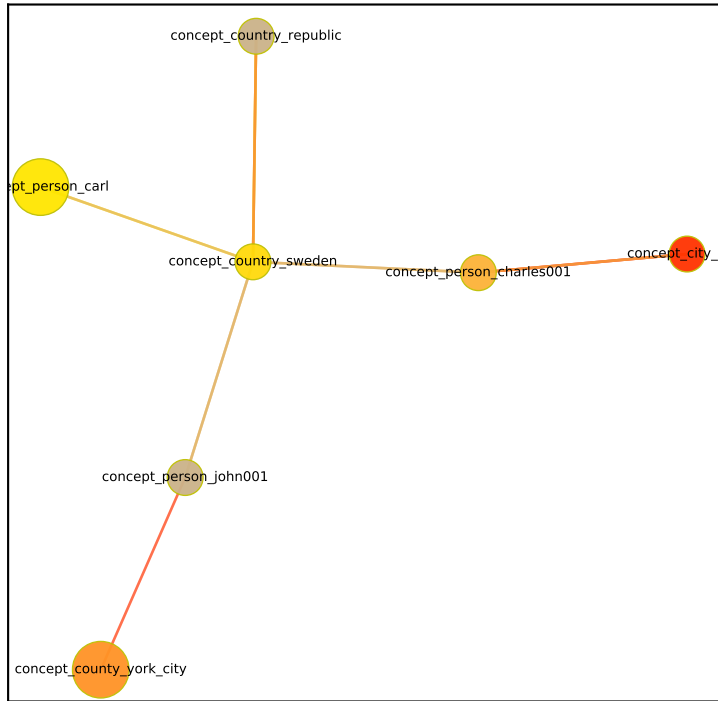 concept_country_republic
ept_person_carl
concept_country_sweden
concept_city_
concept_person_charles001
concept_person_john001
concept_county_york_city